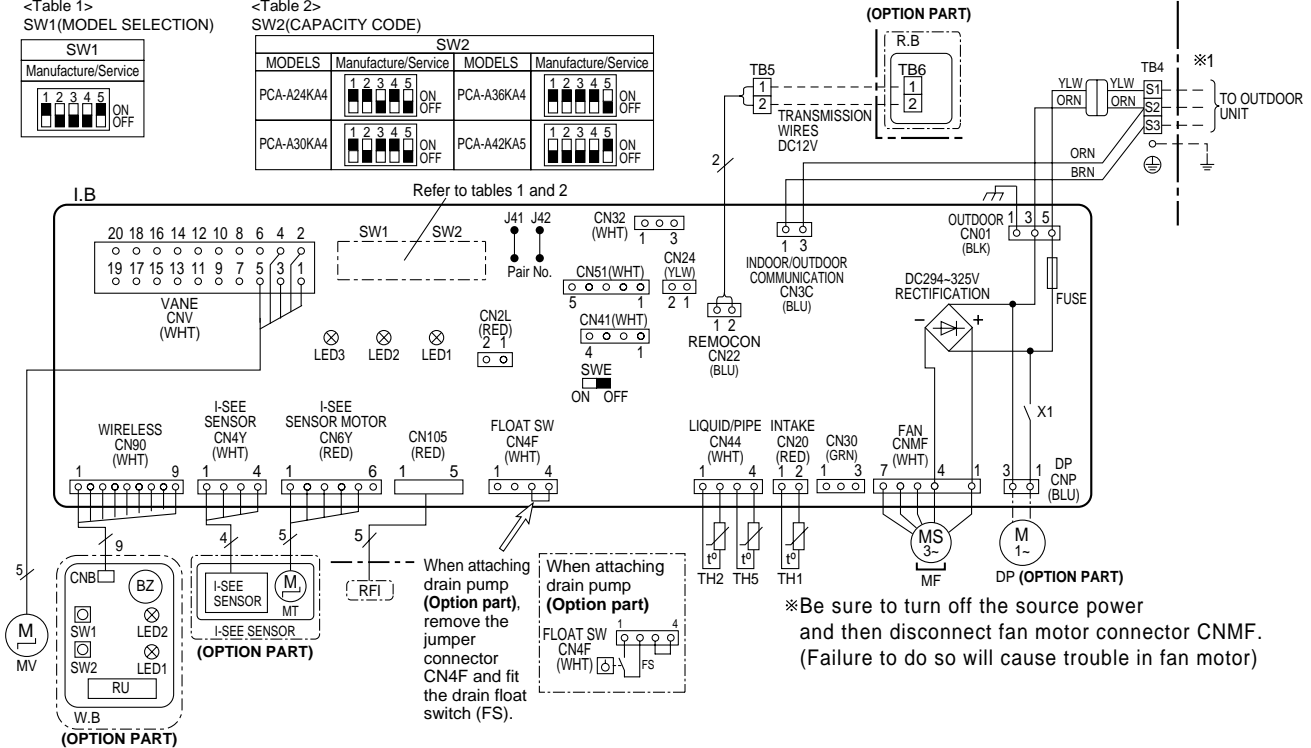 <Table 1>
SW1(MODEL SELECTION)
SW1
Manufacture/Service
1 2 3 4 5
ON
OFF
<Table 2>
SW2(CAPACITY CODE)
SW2
MODELS Manufacture/Service MODELS Manufacture/Service
PCA-A24KA4 1 2 3 4 5 ON OFF PCA-A36KA4 1 2 3 4 5 ON OFF
PCA-A30KA4 1 2 3 4 5 ON OFF PCA-A42KA5 1 2 3 4 5 ON OFF
(OPTION PART)
R.B
TB6
1
2
TB5
1
2
TRANSMISSION
WIRES
DC12V
2
TB4
※1
YLW YLW S1
ORN ORN S2
S3
TO OUTDOOR
UNIT
ORN
BRN
Refer to tables 1 and 2
I.B
20 18 16 14 12 10 8 6 4 2
19 17 15 13 11 9 7 5 3 1
VANE
CNV
(WHT)
SW1 SW2
J41 J42
Pair No.
CN32
(WHT)
1 3
CN51(WHT)
5 1
CN24
(YLW)
2 1
CN41(WHT)
4 1
SWE
ON OFF
CN2L
(RED)
2 1
LED3 LED2 LED1
1 2
REMOCON
CN22
(BLU)
1 3
INDOOR/OUTDOOR
COMMUNICATION
CN3C
(BLU)
OUTDOOR
CN01
(BLK)
1 3 5
DC294~325V
RECTIFICATION
− +
FUSE
X1
WIRELESS
CN90
(WHT)
1 9
I-SEE
SENSOR
CN4Y
(WHT)
1 4
I-SEE
SENSOR MOTOR
CN6Y
(RED)
1 6
CN105
(RED)
1 5
FLOAT SW
CN4F
(WHT)
1 4
LIQUID/PIPE
CN44
(WHT)
1 4
INTAKE
CN20
(RED)
1 2
CN30
(GRN)
1 3
FAN
CNMF
(WHT)
7 4 1
3 1
DP
CNP
(BLU)
5
M
MV
9
CNB
BZ
SW1
SW2
LED2
LED1
RU
W.B
(OPTION PART)
4
5
I-SEE
SENSOR
M
MT
I-SEE SENSOR
(OPTION PART)
5
RFI
When attaching
drain pump
(Option part),
remove the
jumper
connector
CN4F and fit
the drain float
switch (FS).
When attaching
drain pump
(Option part)
FLOAT SW
CN4F
(WHT)
1 4
FS
t° t° t°
TH2 TH5 TH1
MS
3~
MF
M
1~
DP (OPTION PART)
※Be sure to turn off the source power
and then disconnect fan motor connector CNMF.
(Failure to do so will cause trouble in fan motor)